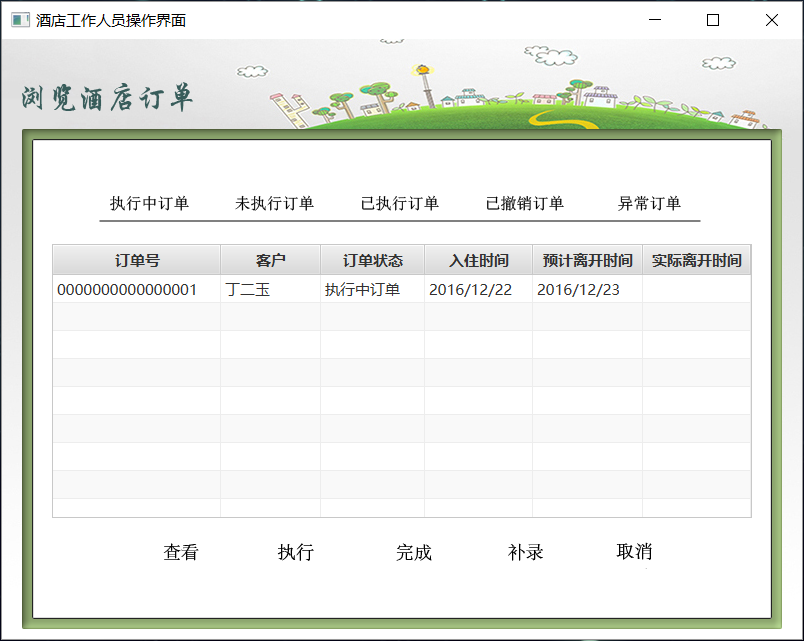 酒店工作人员操作界面
浏览酒店订单
执行中订单 未执行订单 已执行订单 已撤销订单 异常订单
订单号 客户 订单状态 入住时间 预计离开时间 实际离开时间
0000000000000001 丁二玉 执行中订单 2016/12/22 2016/12/23
查看 执行 完成 补录 取消